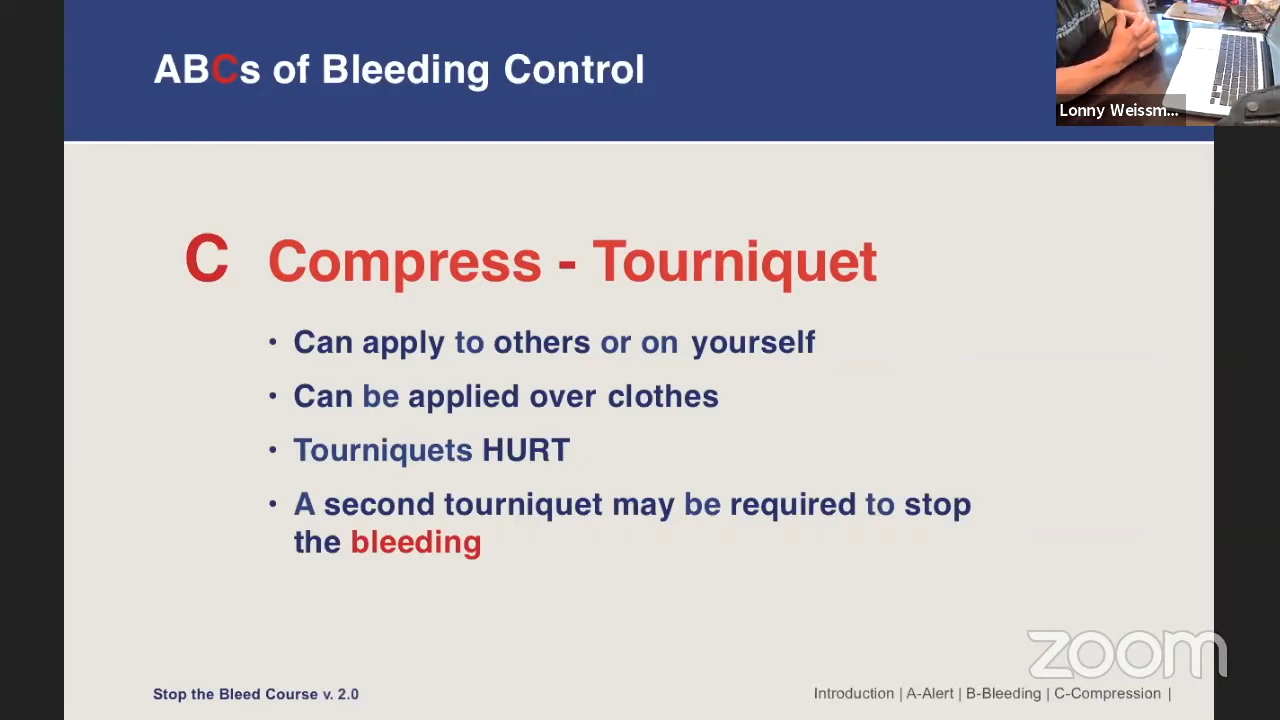 ABCs of Bleeding Control
Lonny Weissm...
C Compress - Tourniquet
• Can apply to others or on yourself
• Can be applied over clothes
• Tourniquets HURT
• A second tourniquet may be required to stop
the bleeding
zoom
Stop the Bleed Course v. 2.0
Introduction | A-Alert | B-Bleeding | C-Compression |